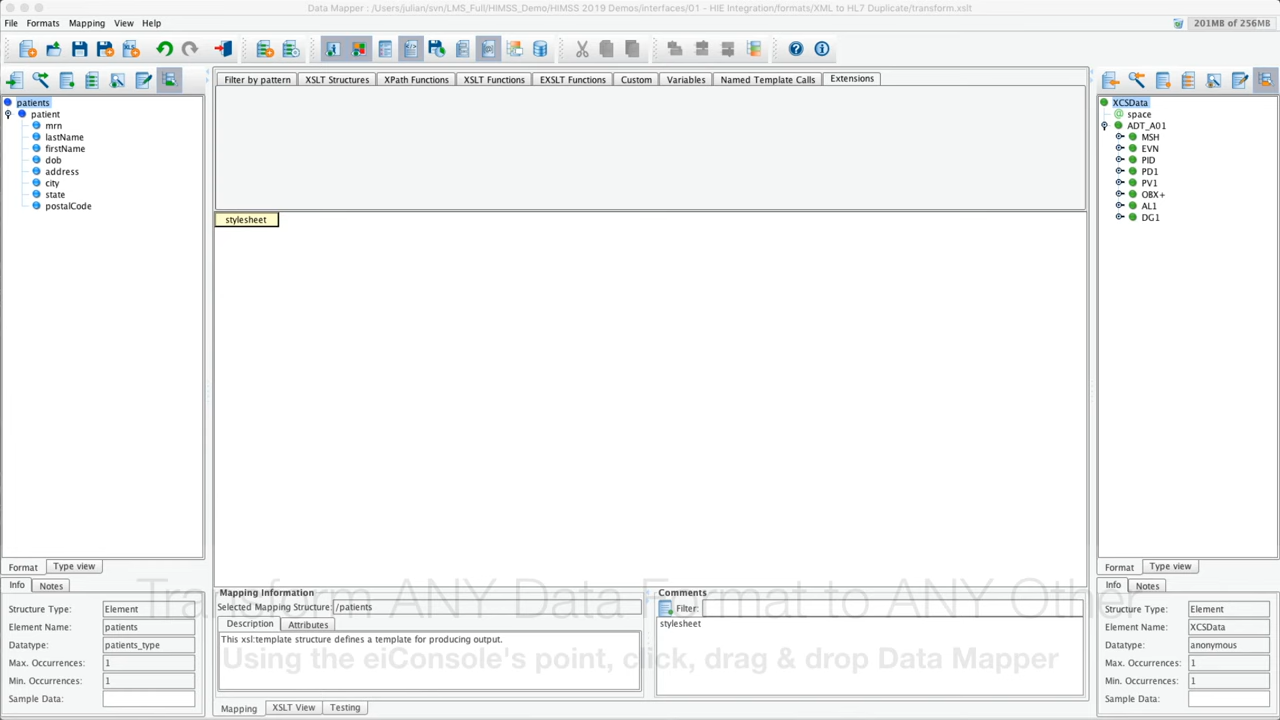 Data Mapper : /Users/julian/svn/LMS_Full/HIMSS_Demo/HIMSS 2019 Demos/interfaces/01 - HIE Integration/formats/XML to HL7 Duplicate/transform.xslt
File Formats Mapping View Help
201MB of 256MB
Filter by pattern XSLT Structures XPath Functions XSLT Functions EXSLT Functions Custom Variables Named Template Calls Extensions
patients
patient
mrn
lastName
firstName
dob
address
city
state
postalCode
stylesheet
XCSData
@ space
ADT_A01
MSH
EVN
PID
PD1
PV1
OBX+
AL1
DG1
Format Type view
Info Notes
Structure Type: Element
Element Name: patients
Datatype: patients_type
Max. Occurrences: 1
Min. Occurrences: 1
Sample Data:
Mapping Information
Selected Mapping Structure: /patients
Description Attributes
This xsl:template structure defines a template for producing output.
Comments
Filter:
stylesheet
Transform ANY Data Format to ANY Other
Using the eiConsole's point, click, drag & drop Data Mapper
Mapping XSLT View Testing
Format Type view
Info Notes
Structure Type: Element
Element Name: XCSData
Datatype: anonymous
Max. Occurrences: 1
Min. Occurrences: 1
Sample Data: